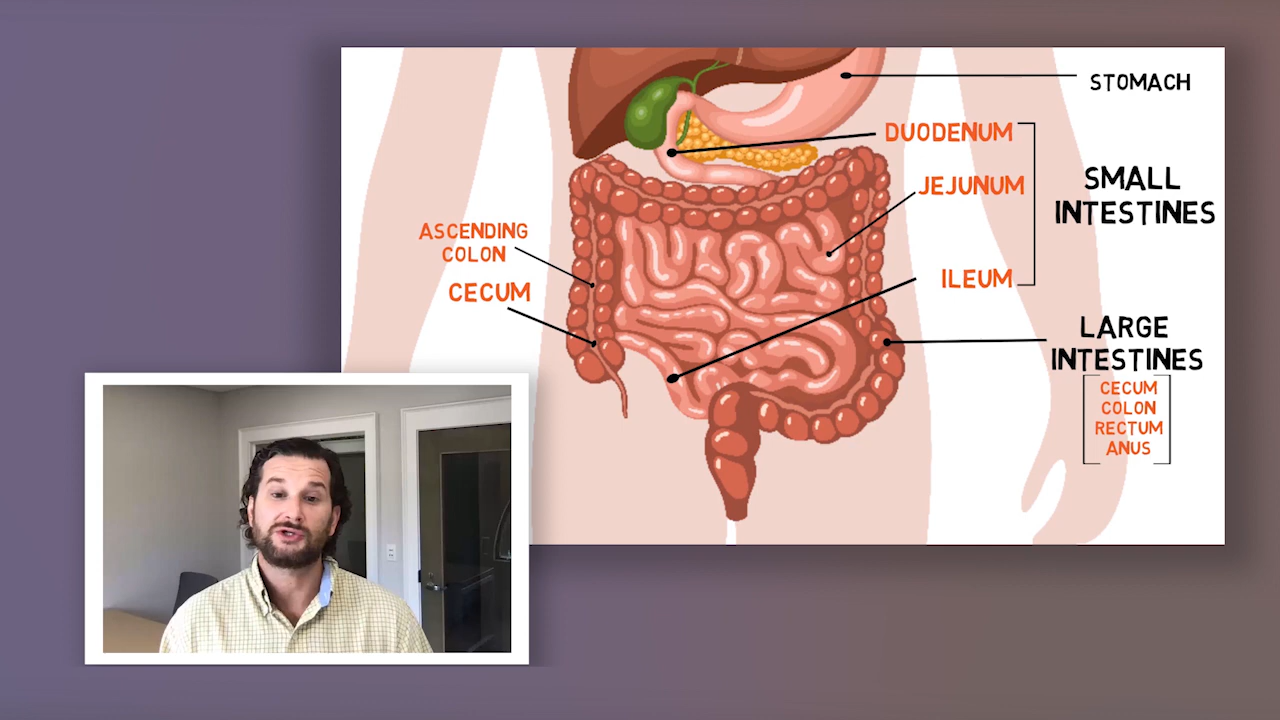 STOMACH
DUODENUM
JEJUNUM
SMALL
INTESTINES
ASCENDING
COLON
CECUM
ILEUM
LARGE
INTESTINES
CECUM
COLON
RECTUM
ANUS